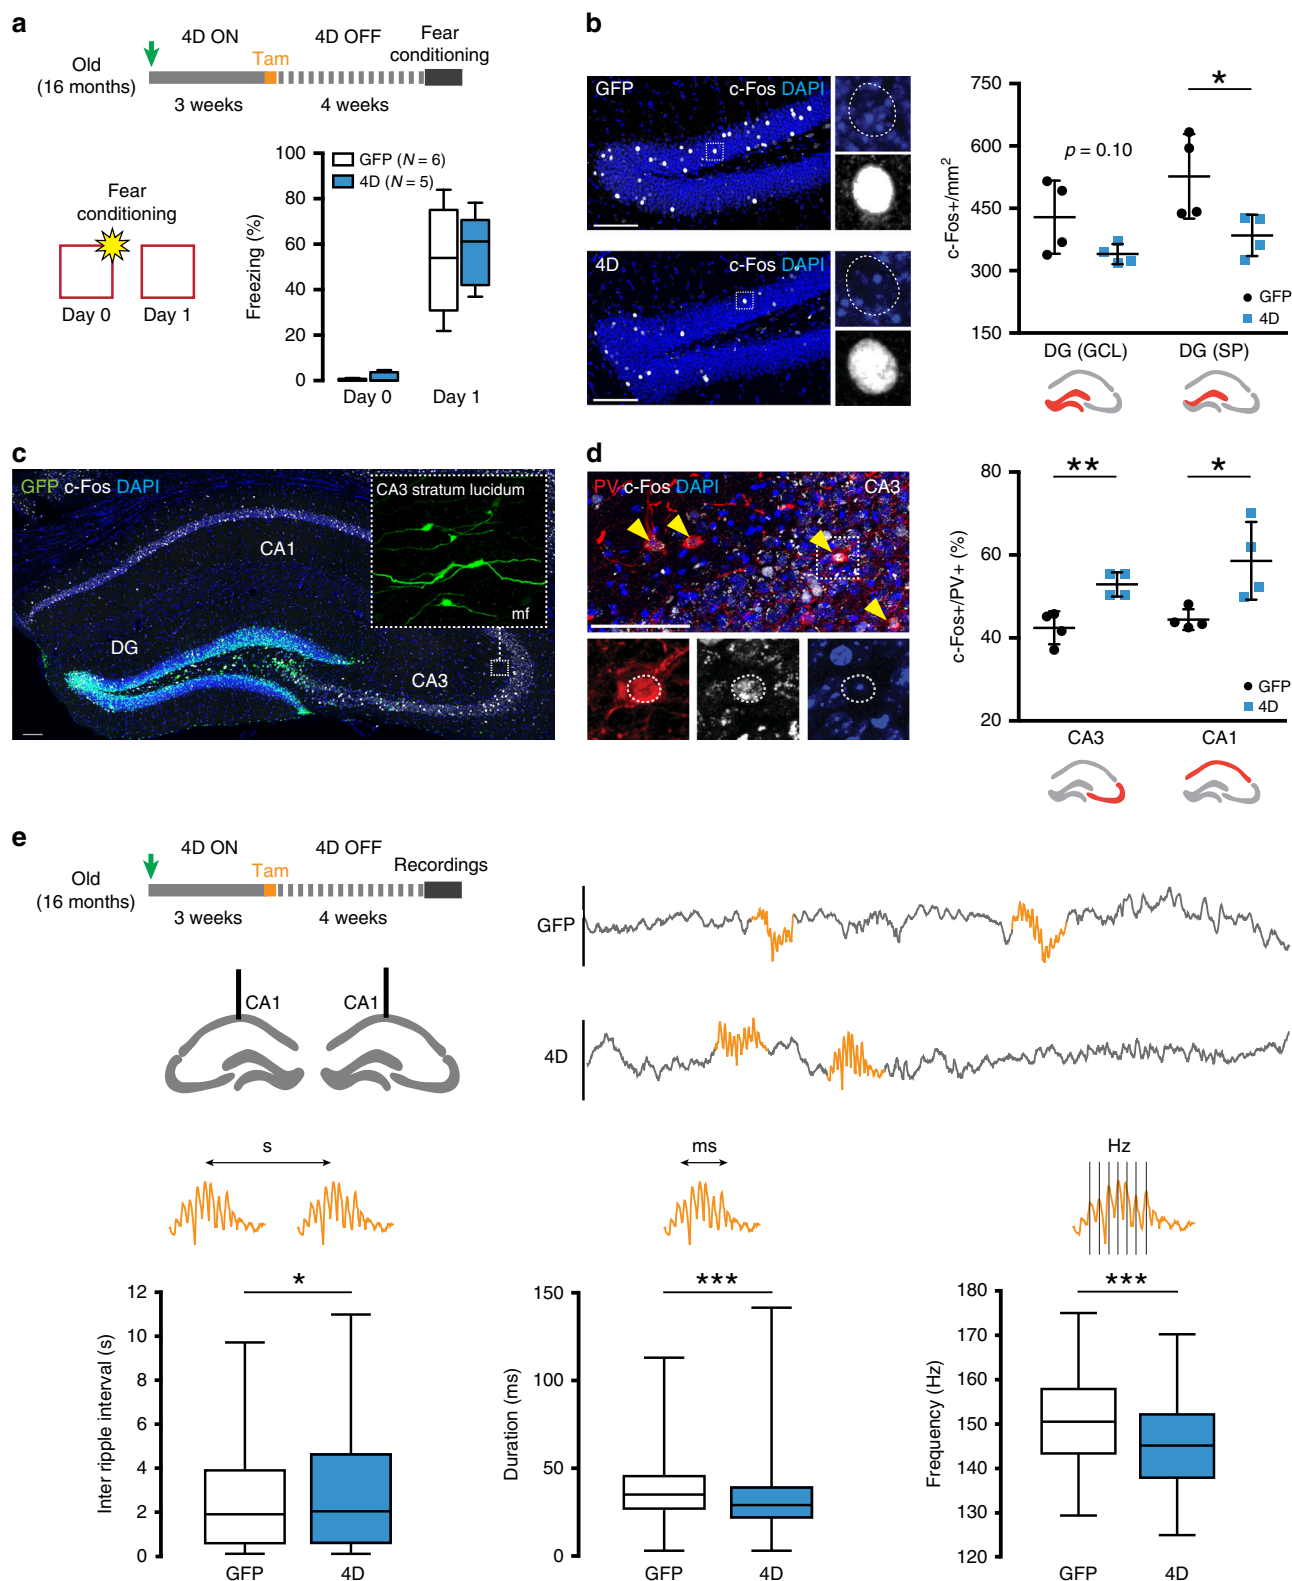 a
4D ON
4D OFF
Fear
conditioning
Tam
Old
(16 months)
3 weeks
4 weeks
Fear
conditioning
Day 0
Day 1
Freezing (%)
100
80
60
40
20
0
GFP (N = 6)
4D (N = 5)
Day 0
Day 1
b
GFP
c-Fos DAPI
4D
c-Fos DAPI
c-Fos+/mm²
750
600
450
300
150
p = 0.10
*
GFP
4D
DG (GCL)
DG (SP)
c
GFP c-Fos DAPI
CA3 stratum lucidum
mf
CA1
DG
CA3
d
PV c-Fos DAPI
CA3
c-Fos+/PV+ (%)
80
60
40
20
**
*
GFP
4D
CA3
CA1
e
4D ON
4D OFF
Recordings
Tam
Old
(16 months)
3 weeks
4 weeks
CA1
CA1
GFP
4D
s
Inter ripple interval (s)
12
10
8
6
4
2
0
*
GFP
4D
ms
Duration (ms)
150
100
50
0
***
GFP
4D
Hz
Frequency (Hz)
180
170
160
150
140
130
120
***
GFP
4D